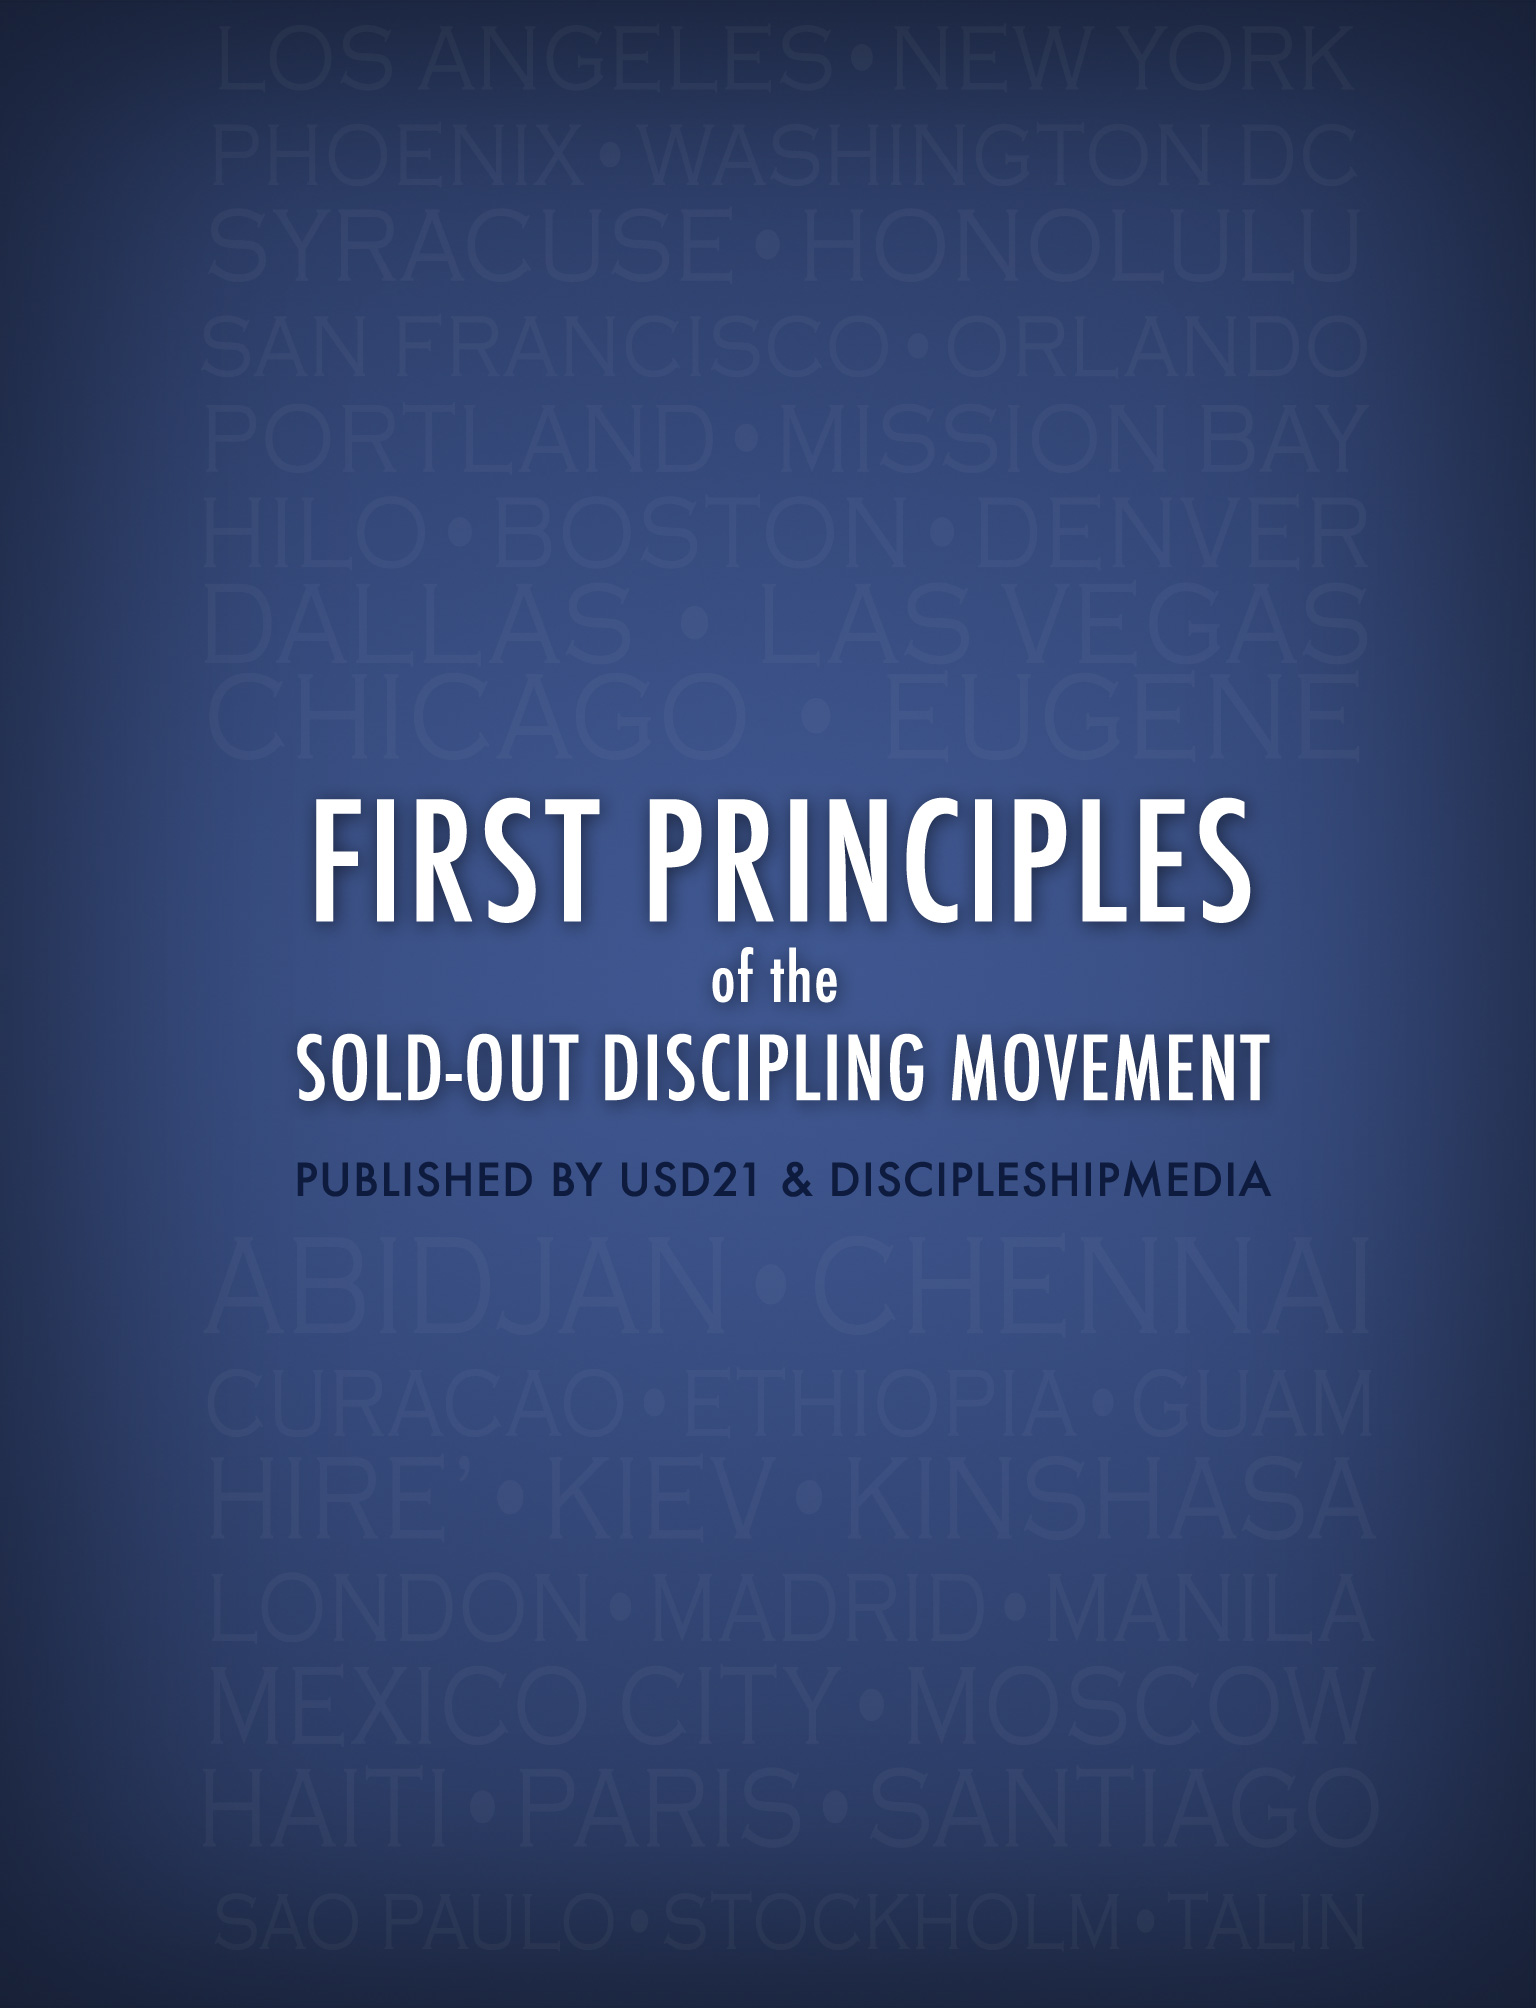 LOS ANGELES • NEW YORK
PHOENIX • WASHINGTON DC
SYRACUSE • HONOLULU
SAN FRANCISCO • ORLANDO
PORTLAND • MISSION BAY
HILO • BOSTON • DENVER
DALLAS • LAS VEGAS
CHICAGO • EUGENE
FIRST PRINCIPLES
of the
SOLD-OUT DISCIPLING MOVEMENT
PUBLISHED BY USD21 & DISCIPLESHIPMEDIA
ABIDJAN • CHENNAI
CURACAO • ETHIOPIA • GUAM
HIRE’ • KIEV • KINSHASA
LONDON • MADRID • MANILA
MEXICO CITY • MOSCOW
HAITI • PARIS • SANTIAGO
SAO PAULO • STOCKHOLM • TALIN